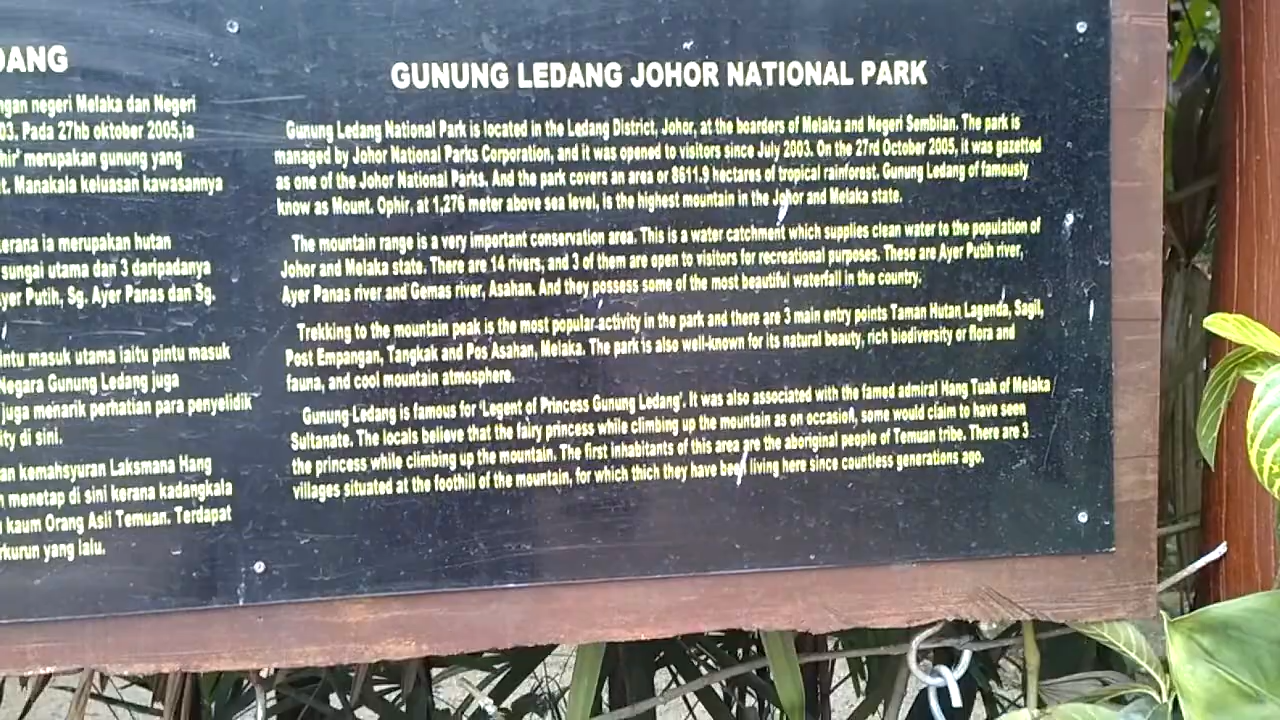 DANG
ngan negeri Melaka dan Negeri
03. Pada 27hb oktober 2005,ia
hir' merupakan gunung yang
t. Manakala keluasan kawasannya
kerana ia merupakan hutan
sungai utama dan 3 daripadanya
Ayer Putih, Sg. Ayer Panas dan Sg.
intu masuk utama iaitu pintu masuk
Negara Gunung Ledang juga
juga menarik perhatian para penyelidik
ity di sini.
an kemahsyuran Laksmana Hang
menetap di sini kerana kadangkala
kaum Orang Asli Temuan. Terdapat
rkurun yang lalu.
GUNUNG LEDANG JOHOR NATIONAL PARK
Gunung Ledang National Park is located in the Ledang District, Johor, at the boarders of Melaka and Negeri Sembilan. The park is
managed by Johor National Parks Corporation, and it was opened to visitors since July 2003. On the 27rd October 2005, it was gazetted
as one of the Johor National Parks. And the park covers an area or 8611.9 hectares of tropical rainforest. Gunung Ledang of famously
know as Mount. Ophir, at 1,276 meter above sea level, is the highest mountain in the Johor and Melaka state.
The mountain range is a very important conservation area. This is a water catchment which supplies clean water to the population of
Johor and Melaka state. There are 14 rivers, and 3 of them are open to visitors for recreational purposes. These are Ayer Putih river,
Ayer Panas river and Gemas river, Asahan. And they possess some of the most beautiful waterfall in the country.
Trekking to the mountain peak is the most popular activity in the park and there are 3 main entry points Taman Hutan Lagenda, Sagil,
Post Empangan, Tangkak and Pos Asahan, Melaka. The park is also well-known for its natural beauty, rich biodiversity or flora and
fauna, and cool mountain atmosphere.
Gunung Ledang is famous for 'Legent of Princess Gunung Ledang'. It was also associated with the famed admiral Hang Tuah of Melaka
Sultanate. The locals believe that the fairy princess while climbing up the mountain as on occasion, some would claim to have seen
the princess while climbing up the mountain. The first inhabitants of this area are the aboriginal people of Temuan tribe. There are 3
villages situated at the foothill of the mountain, for which thich they have been living here since countless generations ago.